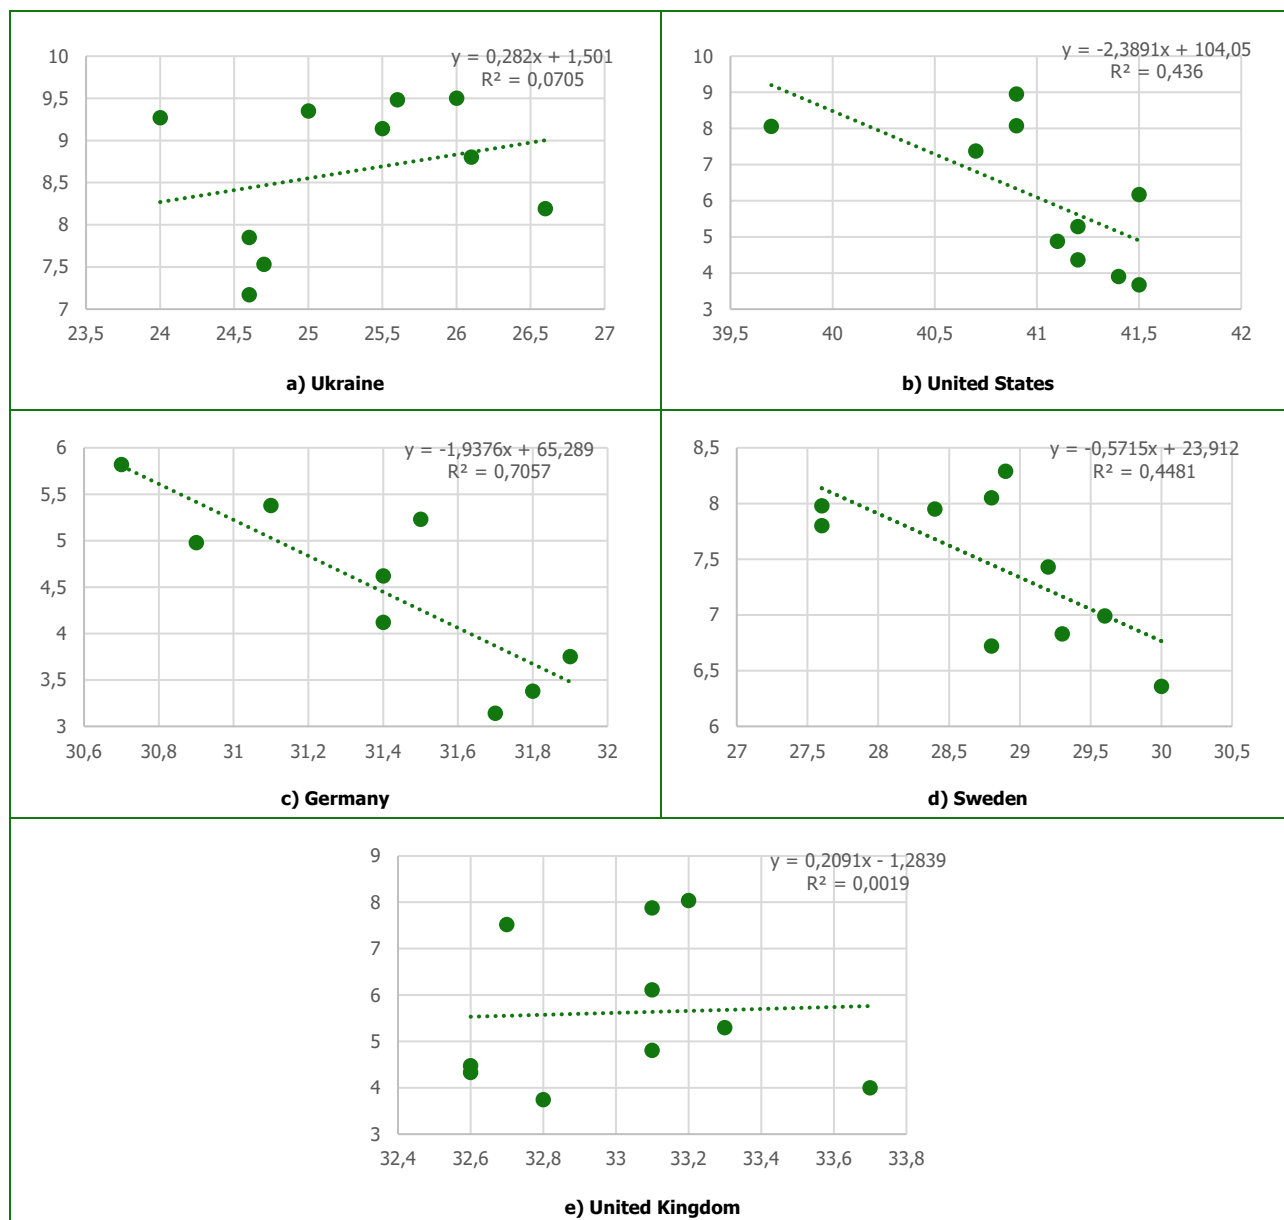 y = 0,282x + 1,501
R² = 0,0705
10
9,5
9
8,5
8
7,5
7
23,5 24 24,5 25 25,5 26 26,5 27
a) Ukraine
y = -2,3891x + 104,05
R² = 0,436
10
9
8
7
6
5
4
3
39,5 40 40,5 41 41,5 42
b) United States
y = -1,9376x + 65,289
R² = 0,7057
6
5,5
5
4,5
4
3,5
3
30,6 30,8 31 31,2 31,4 31,6 31,8 32
c) Germany
y = -0,5715x + 23,912
R² = 0,4481
8,5
8
7,5
7
6,5
6
27 27,5 28 28,5 29 29,5 30 30,5
d) Sweden
y = 0,2091x - 1,2839
R² = 0,0019
9
8
7
6
5
4
3
32,4 32,6 32,8 33 33,2 33,4 33,6 33,8
e) United Kingdom